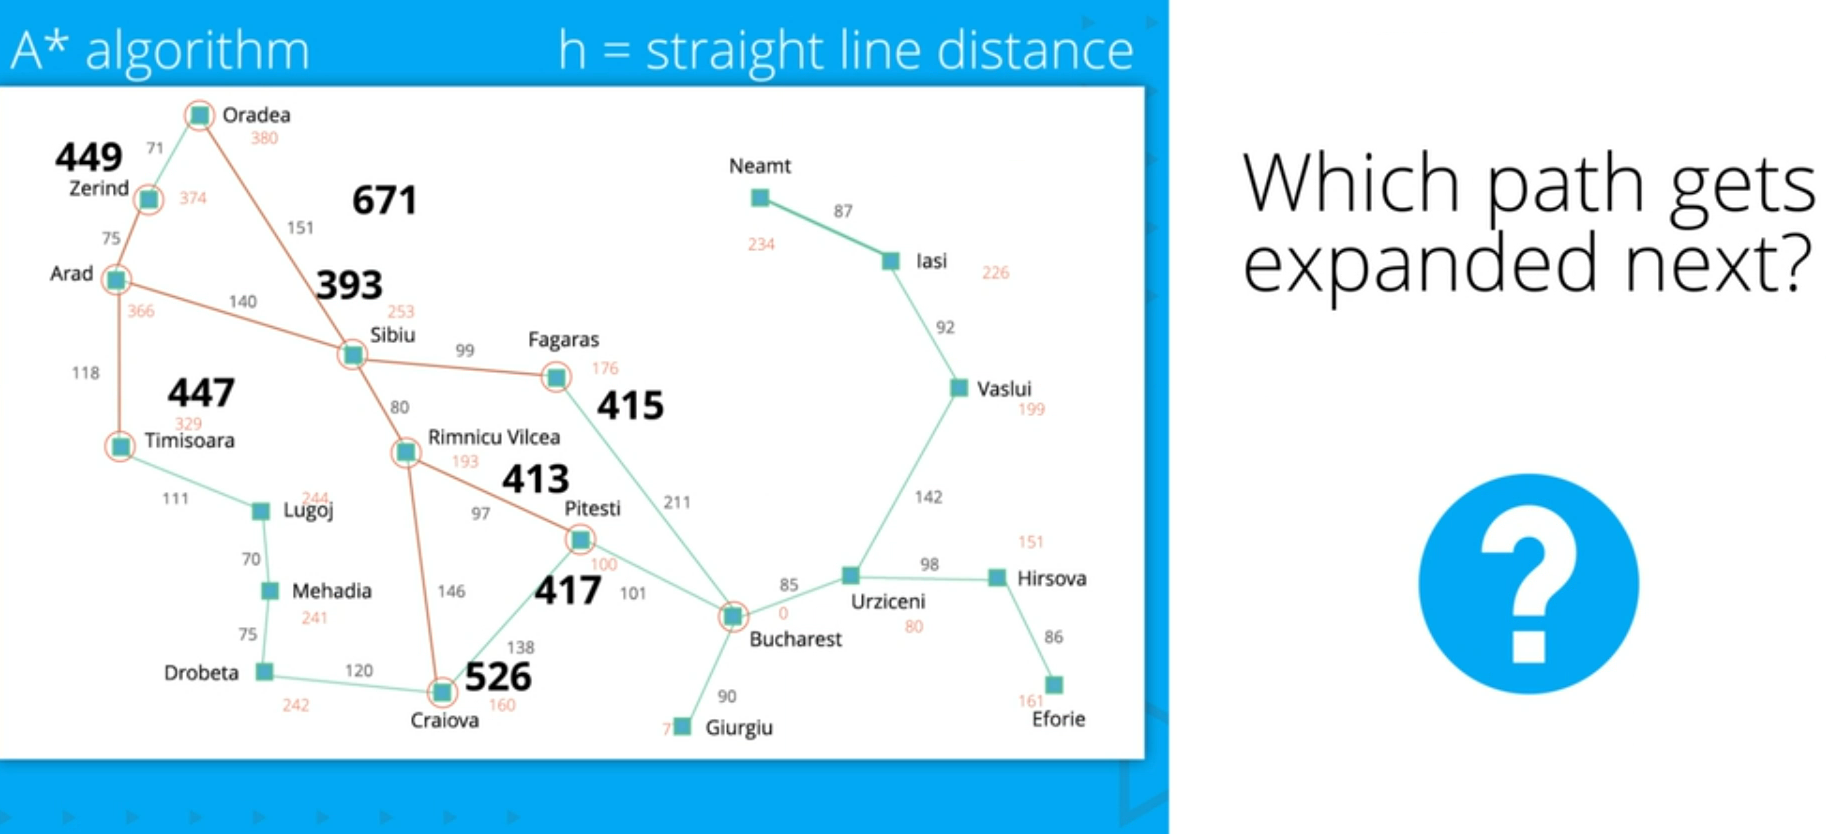 A* algorithm
h = straight line distance
Which path gets
expanded next?
Oradea
380
449
71
Zerind
374
671
75
151
Arad
366
140
393
253
Sibiu
Neamt
87
234
Iasi
226
92
118
99
Fagaras
176
415
Vaslui
199
447
329
Timisoara
80
Rimnicu Vilcea
193
413
Pitesti
111
244
Lugoj
97
211
142
70
100
417
101
Mehadia
241
146
85
0
98
151
Hirsova
Urziceni
80
Bucharest
75
138
86
Drobeta
120
242
526
160
Craiova
90
7
Giurgiu
161
Eforie
?